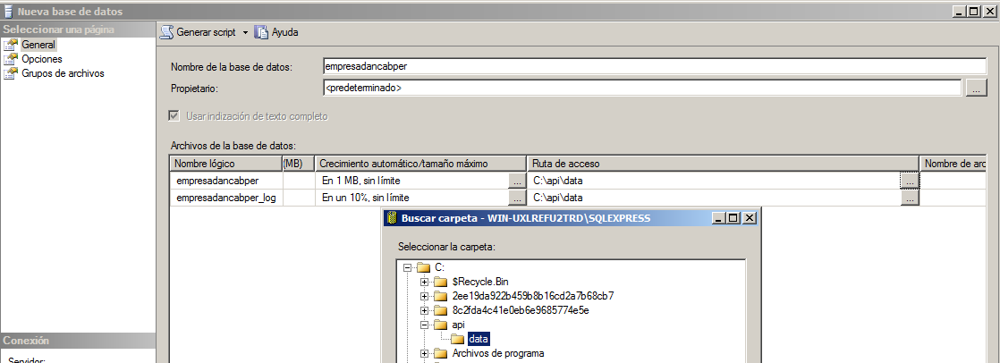 Nueva base de datos
Seleccionar una página
General
Opciones
Grupos de archivos
Generar script
Ayuda
Nombre de la base de datos: empresadancabper
Propietario: <predeterminado> ...
Usar indización de texto completo
Archivos de la base de datos:
Nombre lógico (MB) Crecimiento automático/tamaño máximo Ruta de acceso Nombre de arc
empresadancabper En 1 MB, sin límite ... C:\api\data ...
empresadancabper_log En un 10%, sin límite ... C:\api\data ...
Buscar carpeta - WIN-UXLREFU2TRD\SQLEXPRESS
Seleccionar la carpeta:
C:
$Recycle.Bin
2ee19da922b459b8b16cd2a7b68cb7
8c2fda4c41e0eb6e9685774e5e
api
data
Archivos de programa
Conexión
Servidor: